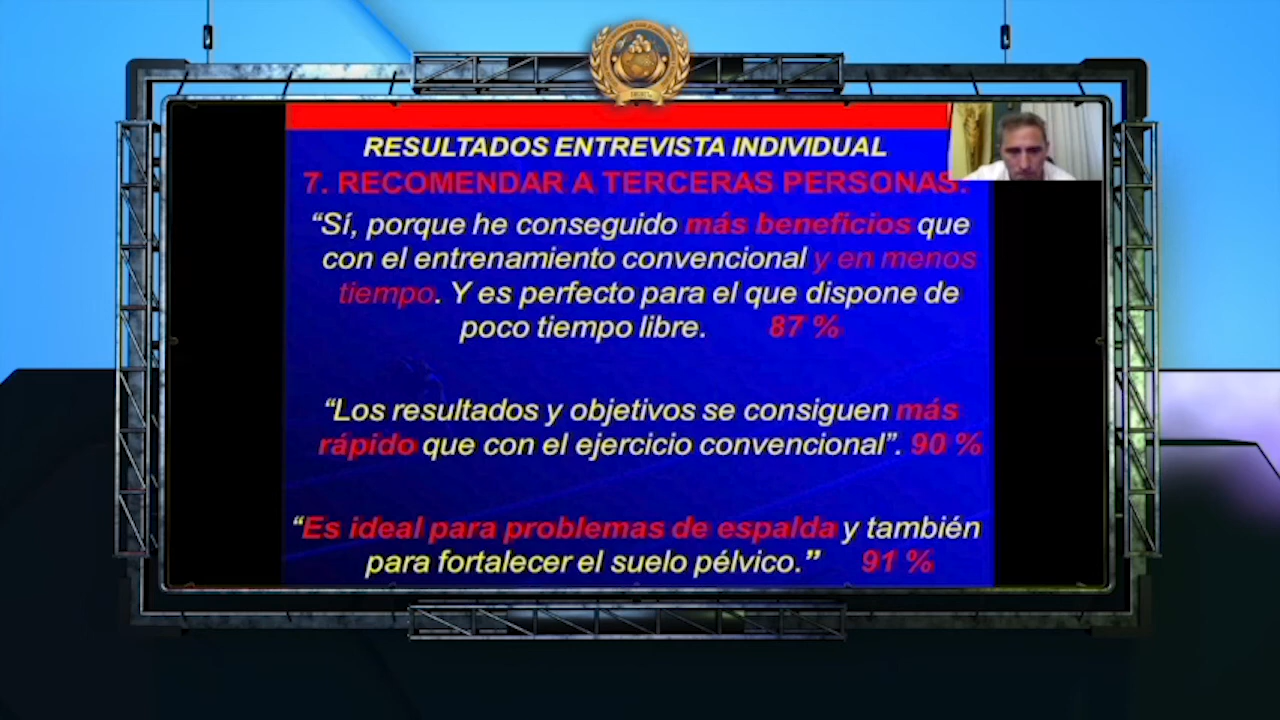 RESULTADOS ENTREVISTA INDIVIDUAL
7. RECOMENDAR A TERCERAS PERSONAS.
“Sí, porque he conseguido más beneficios que
con el entrenamiento convencional y en menos
tiempo. Y es perfecto para el que dispone de
poco tiempo libre. 87 %
“Los resultados y objetivos se consiguen más
rápido que con el ejercicio convencional”. 90 %
“Es ideal para problemas de espalda y también
para fortalecer el suelo pélvico.” 91 %